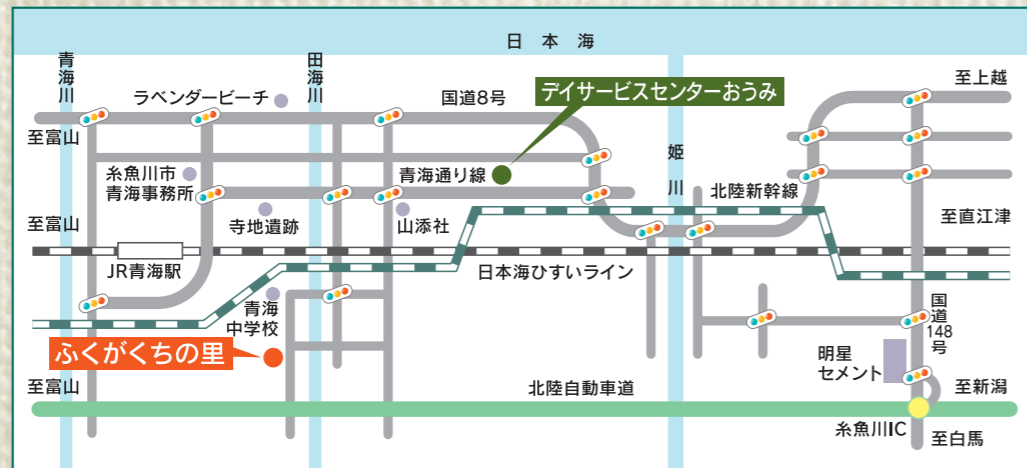 日本海
青海川
田海川
ラベンダービーチ
国道8号
デイサービスセンターおうみ
至上越
至富山
糸魚川市
青海事務所
青海通り線
姫川
北陸新幹線
至富山
寺地遺跡
山添社
至直江津
JR青海駅
日本海ひすいライン
青海
中学校
国道148号
ふくがくちの里
明星
セメント
至富山
北陸自動車道
至新潟
糸魚川IC
至白馬